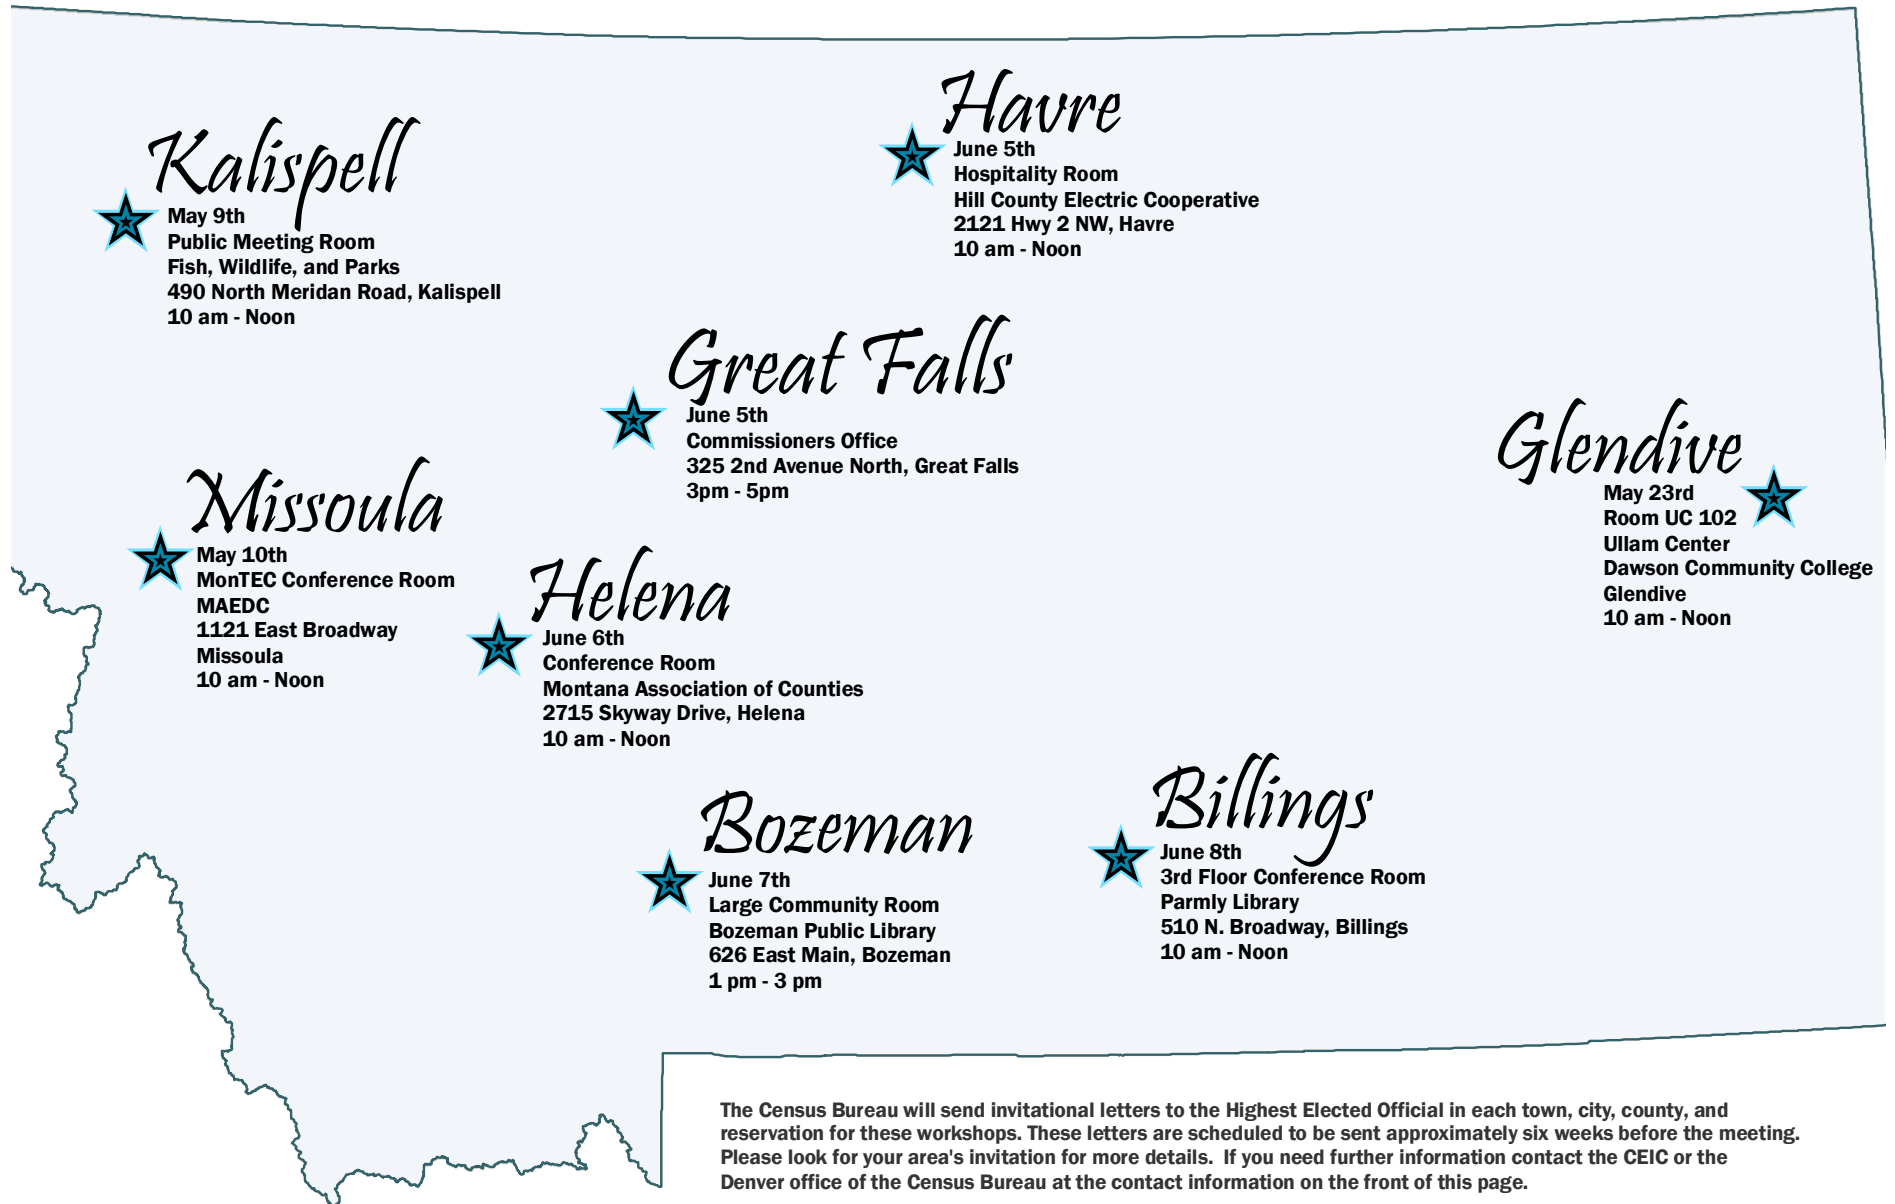 Kalispell
May 9th
Public Meeting Room
Fish, Wildlife, and Parks
490 North Meridan Road, Kalispell
10 am - Noon
Havre
June 5th
Hospitality Room
Hill County Electric Cooperative
2121 Hwy 2 NW, Havre
10 am - Noon
Great Falls
June 5th
Commissioners Office
325 2nd Avenue North, Great Falls
3pm - 5pm
Glendive
May 23rd
Room UC 102
Ullam Center
Dawson Community College
Glendive
10 am - Noon
Missoula
May 10th
MonTEC Conference Room
MAEDC
1121 East Broadway
Missoula
10 am - Noon
Helena
June 6th
Conference Room
Montana Association of Counties
2715 Skyway Drive, Helena
10 am - Noon
Bozeman
June 7th
Large Community Room
Bozeman Public Library
626 East Main, Bozeman
1 pm - 3 pm
Billings
June 8th
3rd Floor Conference Room
Parmly Library
510 N. Broadway, Billings
10 am - Noon
The Census Bureau will send invitational letters to the Highest Elected Official in each town, city, county, and
reservation for these workshops. These letters are scheduled to be sent approximately six weeks before the meeting.
Please look for your area's invitation for more details.  If you need further information contact the CEIC or the
Denver office of the Census Bureau at the contact information on the front of this page.